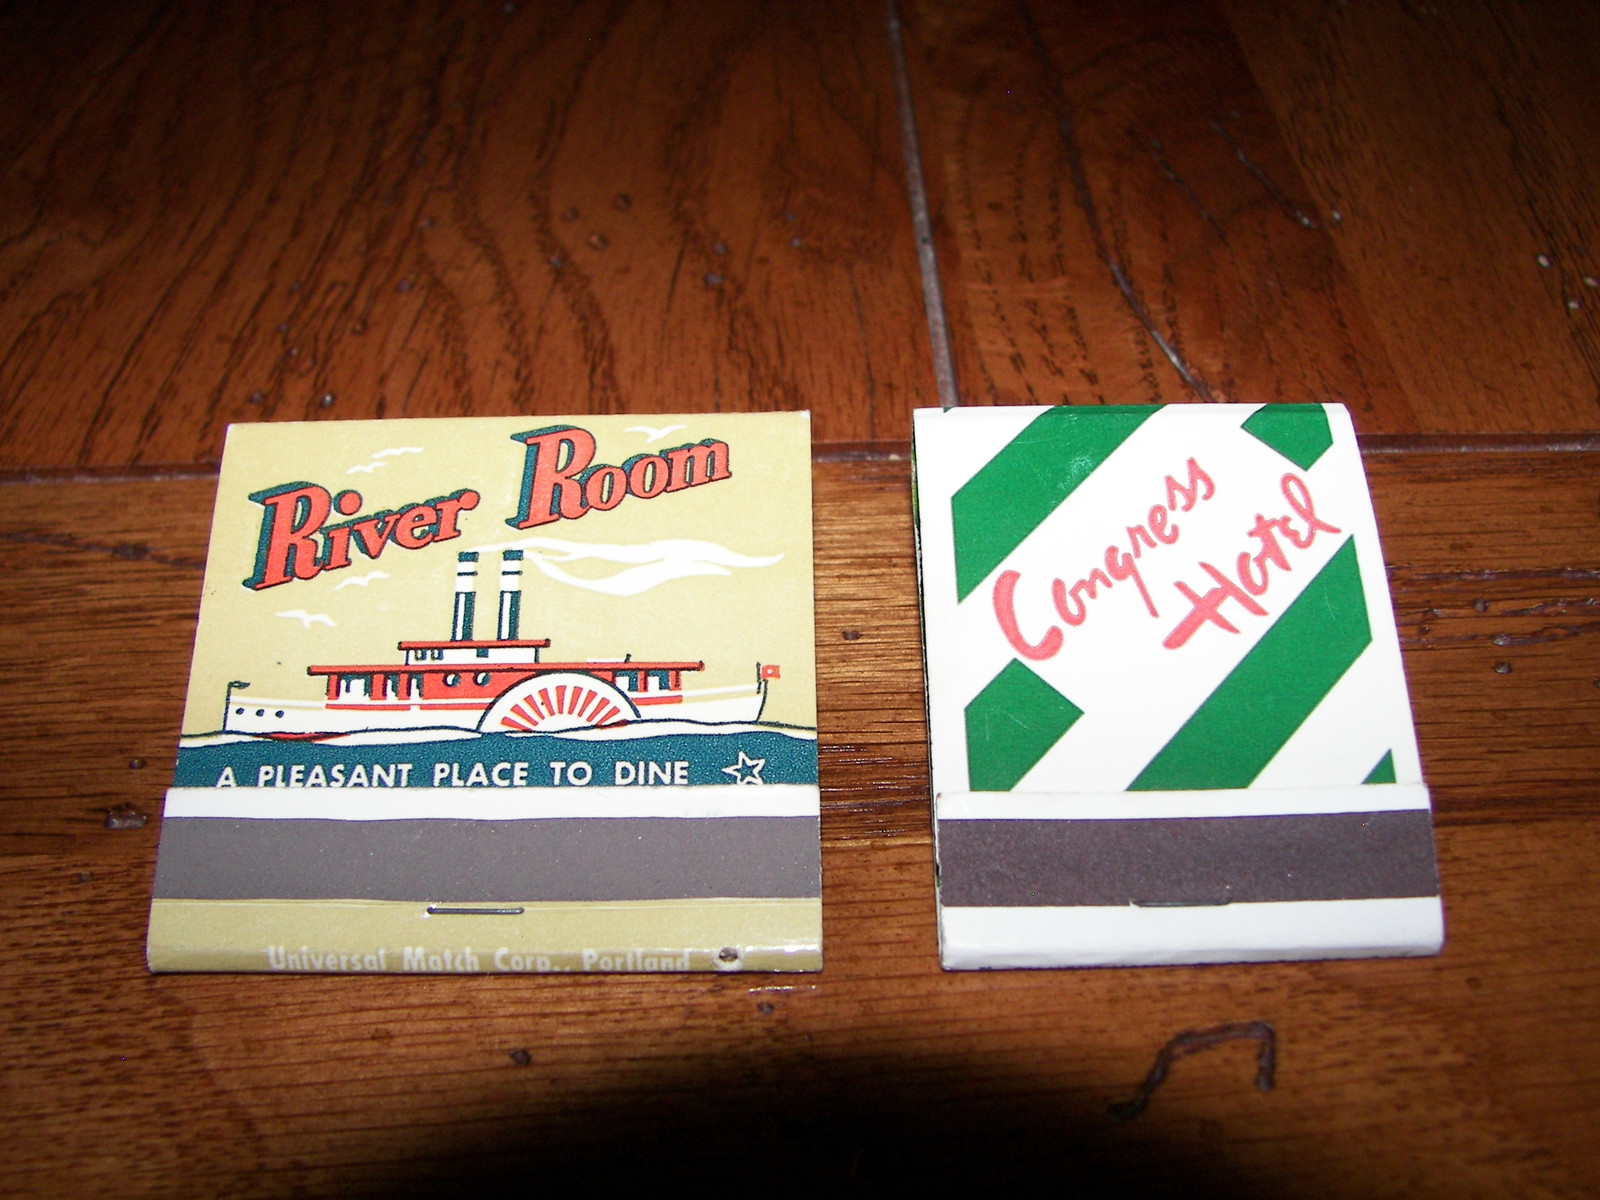 River Room
A PLEASANT PLACE TO DINE
Universal Match Corp., Portland
Congress
Hotel